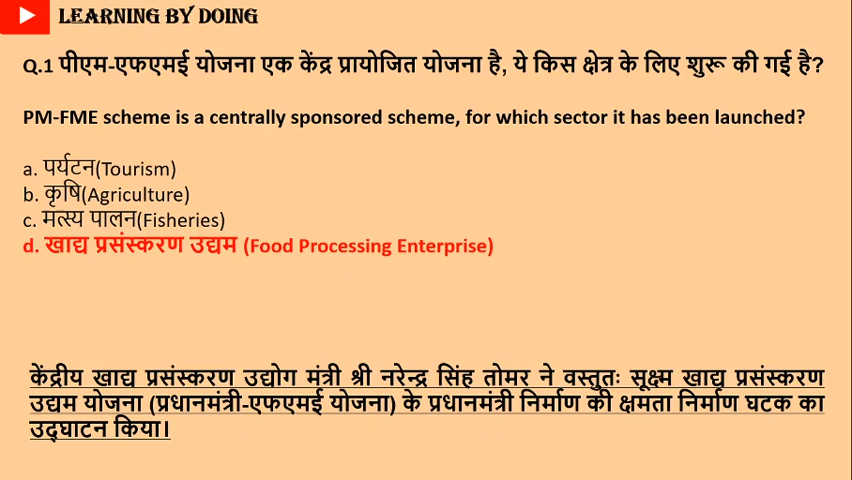 LEARNING BY DOING
Q.1 पीएम-एफएमई योजना एक केंद्र प्रायोजित योजना है, ये किस क्षेत्र के लिए शुरू की गई है?
PM-FME scheme is a centrally sponsored scheme, for which sector it has been launched?
a. पर्यटन(Tourism)
b. कृषि(Agriculture)
c. मत्स्य पालन(Fisheries)
d. खाद्य प्रसंस्करण उद्यम (Food Processing Enterprise)
केंद्रीय खाद्य प्रसंस्करण उद्योग मंत्री श्री नरेन्द्र सिंह तोमर ने वस्तुतः सूक्ष्म खाद्य प्रसंस्करण
उद्यम योजना (प्रधानमंत्री-एफएमई योजना) के प्रधानमंत्री निर्माण की क्षमता निर्माण घटक का
उद्घाटन किया।